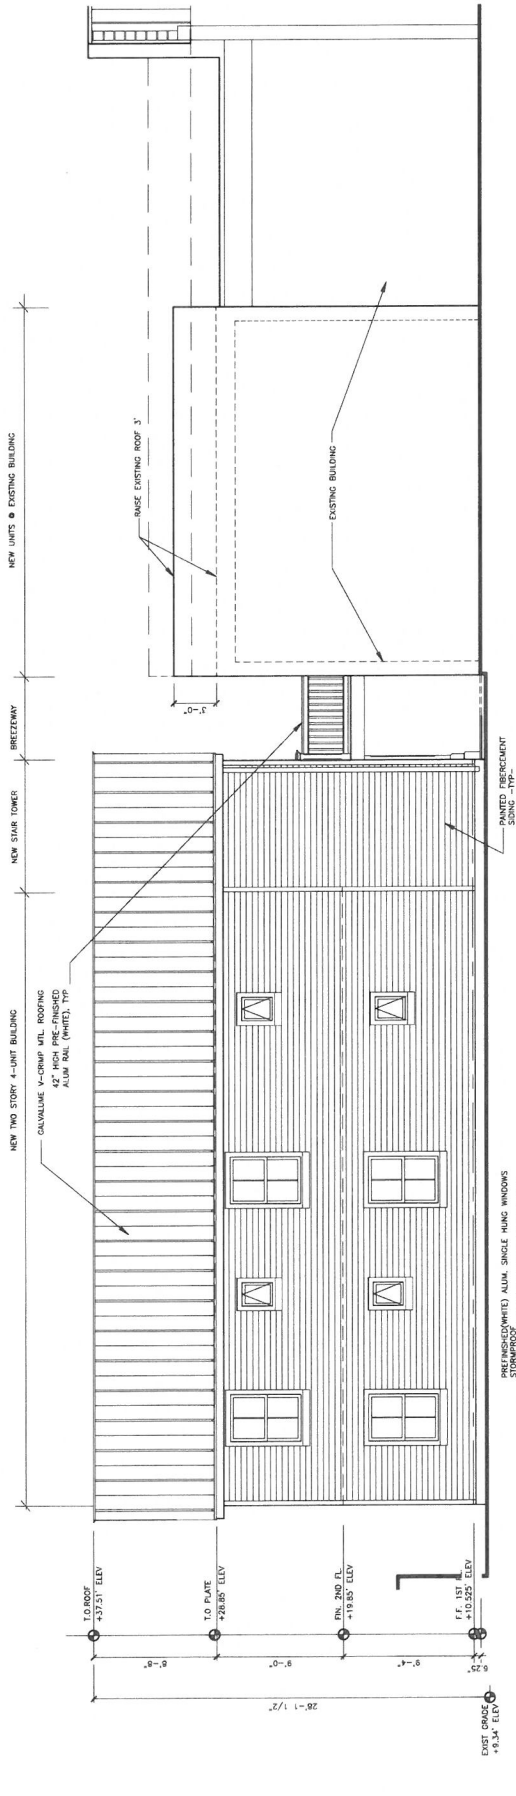 NEW TWO STORY 4-UNIT BUILDING
NEW STAIR TOWER
BREEZEWAY
NEW UNITS @ EXISTING BUILDING
GALVALUME V-CRIMP MTL. ROOFING
42" HIGH PRE-FINISHED
ALUM RAIL (WHITE), TYP
RAISE EXISTING ROOF 3'
3'-0"
EXISTING BUILDING
PAINTED FIBERCEMENT
SIDING -TYP-
PREFINISHED(WHITE) ALUM. SINGLE HUNG WINDOWS
STORMPROOF
T.O.ROOF
+37.51' ELEV
T.O PLATE
+28.85' ELEV
FIN. 2ND FL.
+19.85' ELEV
F.F. 1ST
+10.525' ELEV
EXIST GRADE
+9.34' ELEV
8'-8"
9'-0"
9'-4"
6.25"
28'-1 1/2"